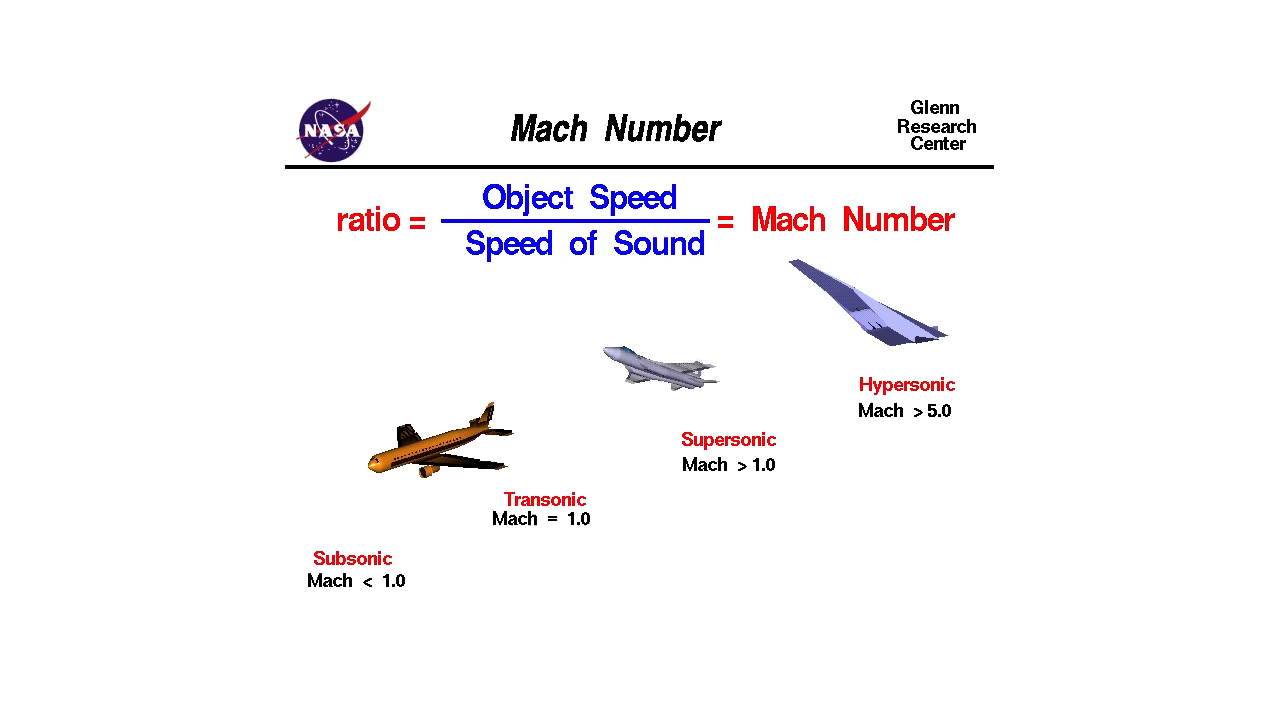 NASA
Mach Number
Glenn
Research
Center
ratio = Object Speed = Mach Number
Speed of Sound
Hypersonic
Mach > 5.0
Supersonic
Mach > 1.0
Transonic
Mach = 1.0
Subsonic
Mach < 1.0